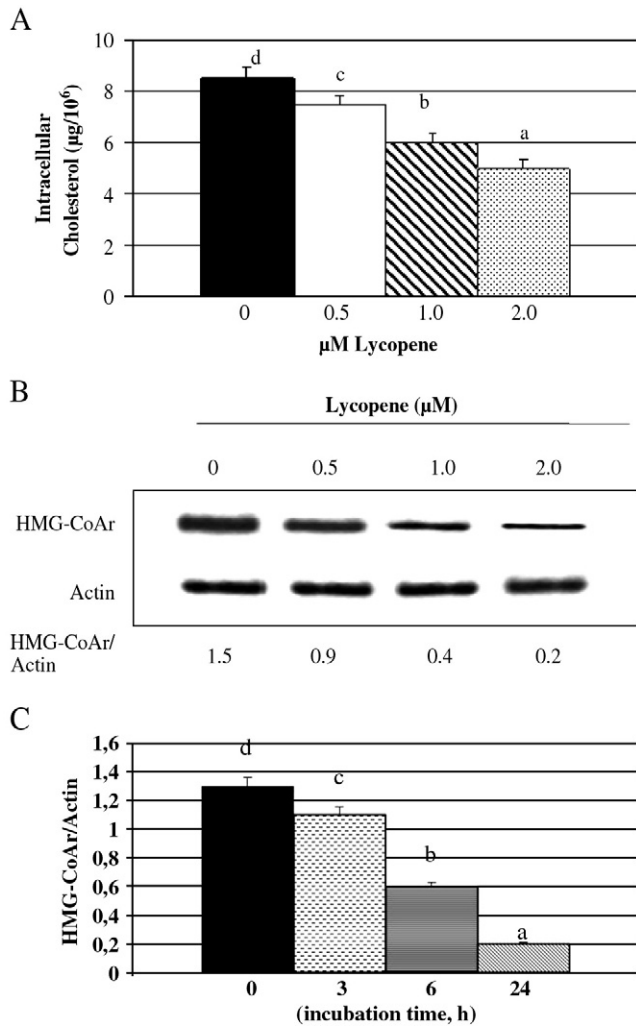 A
10
8
6
4
2
0
Intracellular
Cholesterol (µg/10⁶)
d
c
b
a
0 0.5 1.0 2.0
µM Lycopene
B
Lycopene (µM)
0 0.5 1.0 2.0
HMG-CoAr
Actin
HMG-CoAr/
Actin
1.5 0.9 0.4 0.2
C
1,6
1,4
1,2
1
0,8
0,6
0,4
0,2
0
HMG-CoAr/Actin
d
c
b
a
0 3 6 24
(incubation time, h)